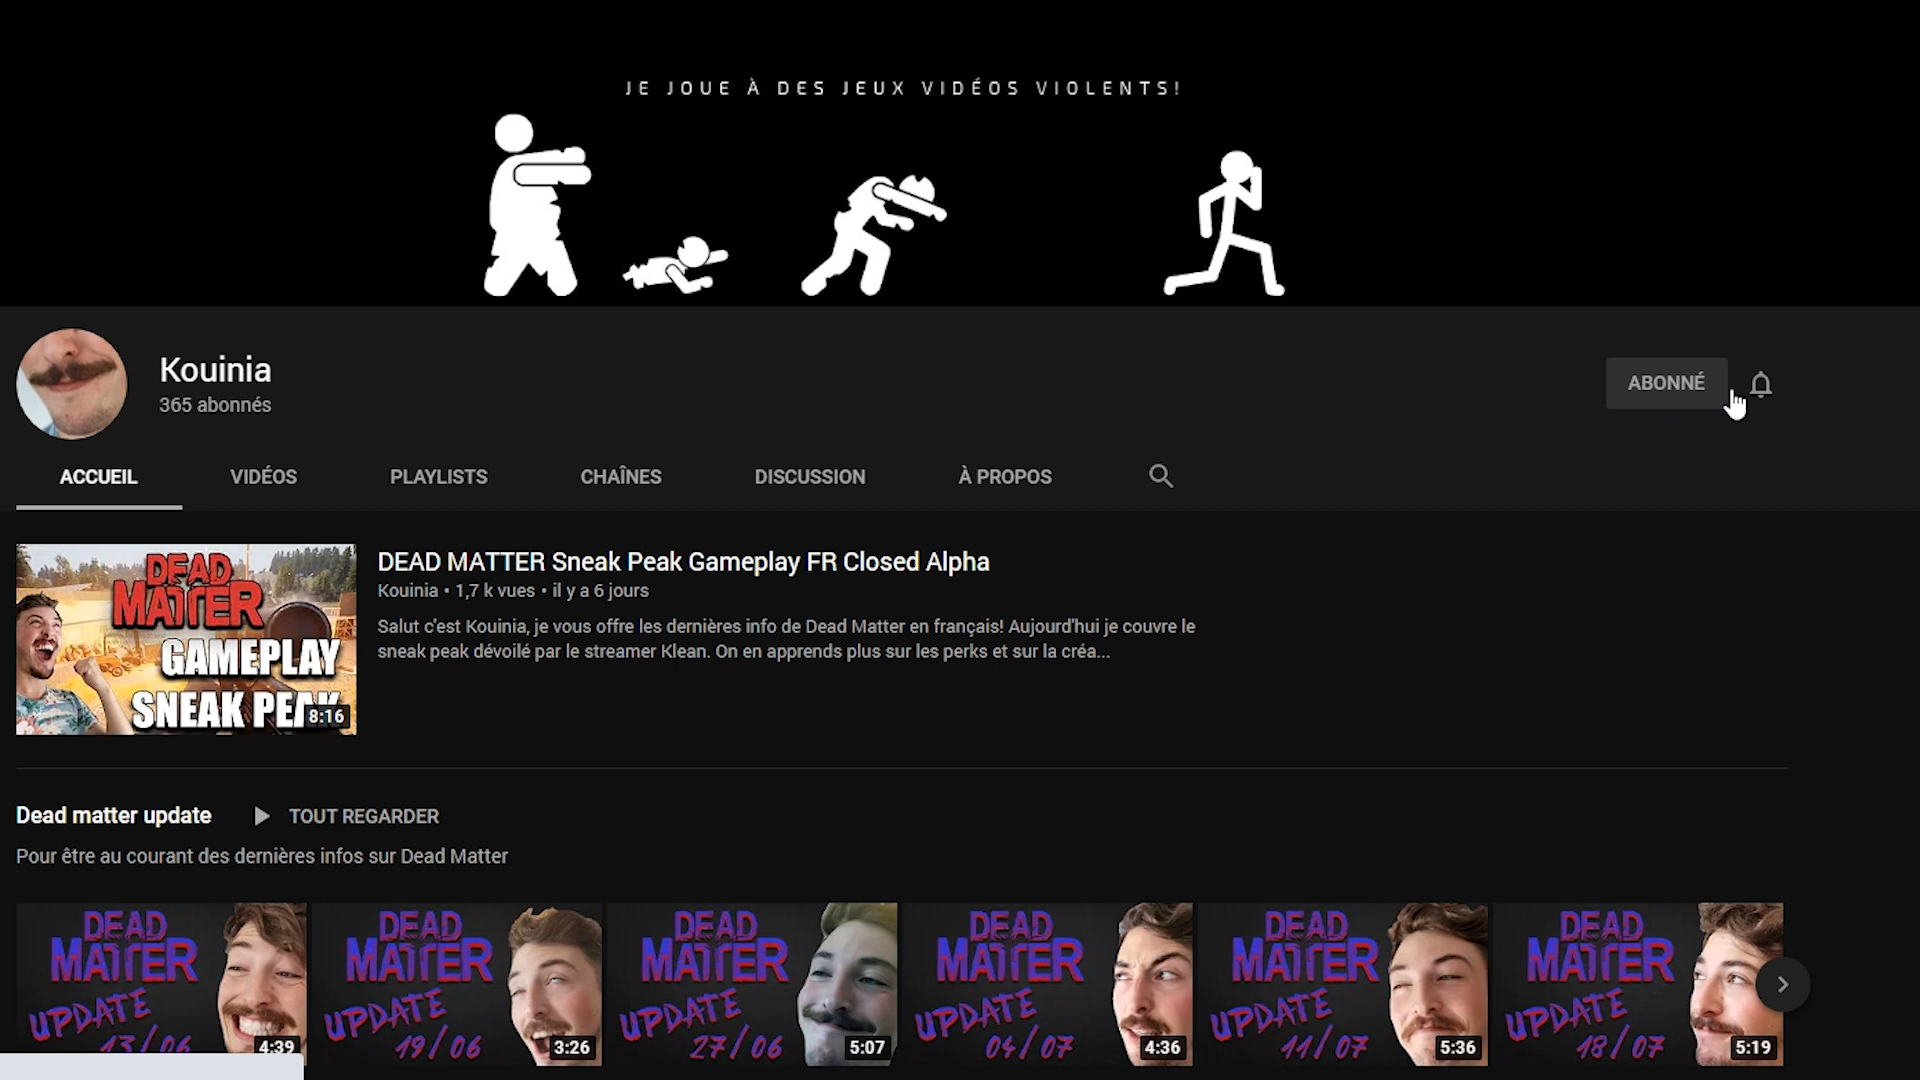 JE JOUE À DES JEUX VIDÉOS VIOLENTS!
Kouinia
365 abonnés
ABONNÉ
ACCUEIL
VIDÉOS
PLAYLISTS
CHAÎNES
DISCUSSION
À PROPOS
DEAD
MATTER
GAMEPLAY
SNEAK PEAK
8:16
DEAD MATTER Sneak Peak Gameplay FR Closed Alpha
Kouinia • 1,7 k vues • il y a 6 jours
Salut c'est Kouinia, je vous offre les dernières info de Dead Matter en français! Aujourd'hui je couvre le
sneak peak dévoilé par le streamer Klean. On en apprends plus sur les perks et sur la créa...
Dead matter update
TOUT REGARDER
Pour être au courant des dernières infos sur Dead Matter
DEAD
MATTER
UPDATE
13/06
4:39
DEAD
MATTER
UPDATE
19/06
3:26
DEAD
MATTER
UPDATE
27/06
5:07
DEAD
MATTER
UPDATE
04/07
4:36
DEAD
MATTER
UPDATE
11/07
5:36
DEAD
MATTER
UPDATE
18/07
5:19